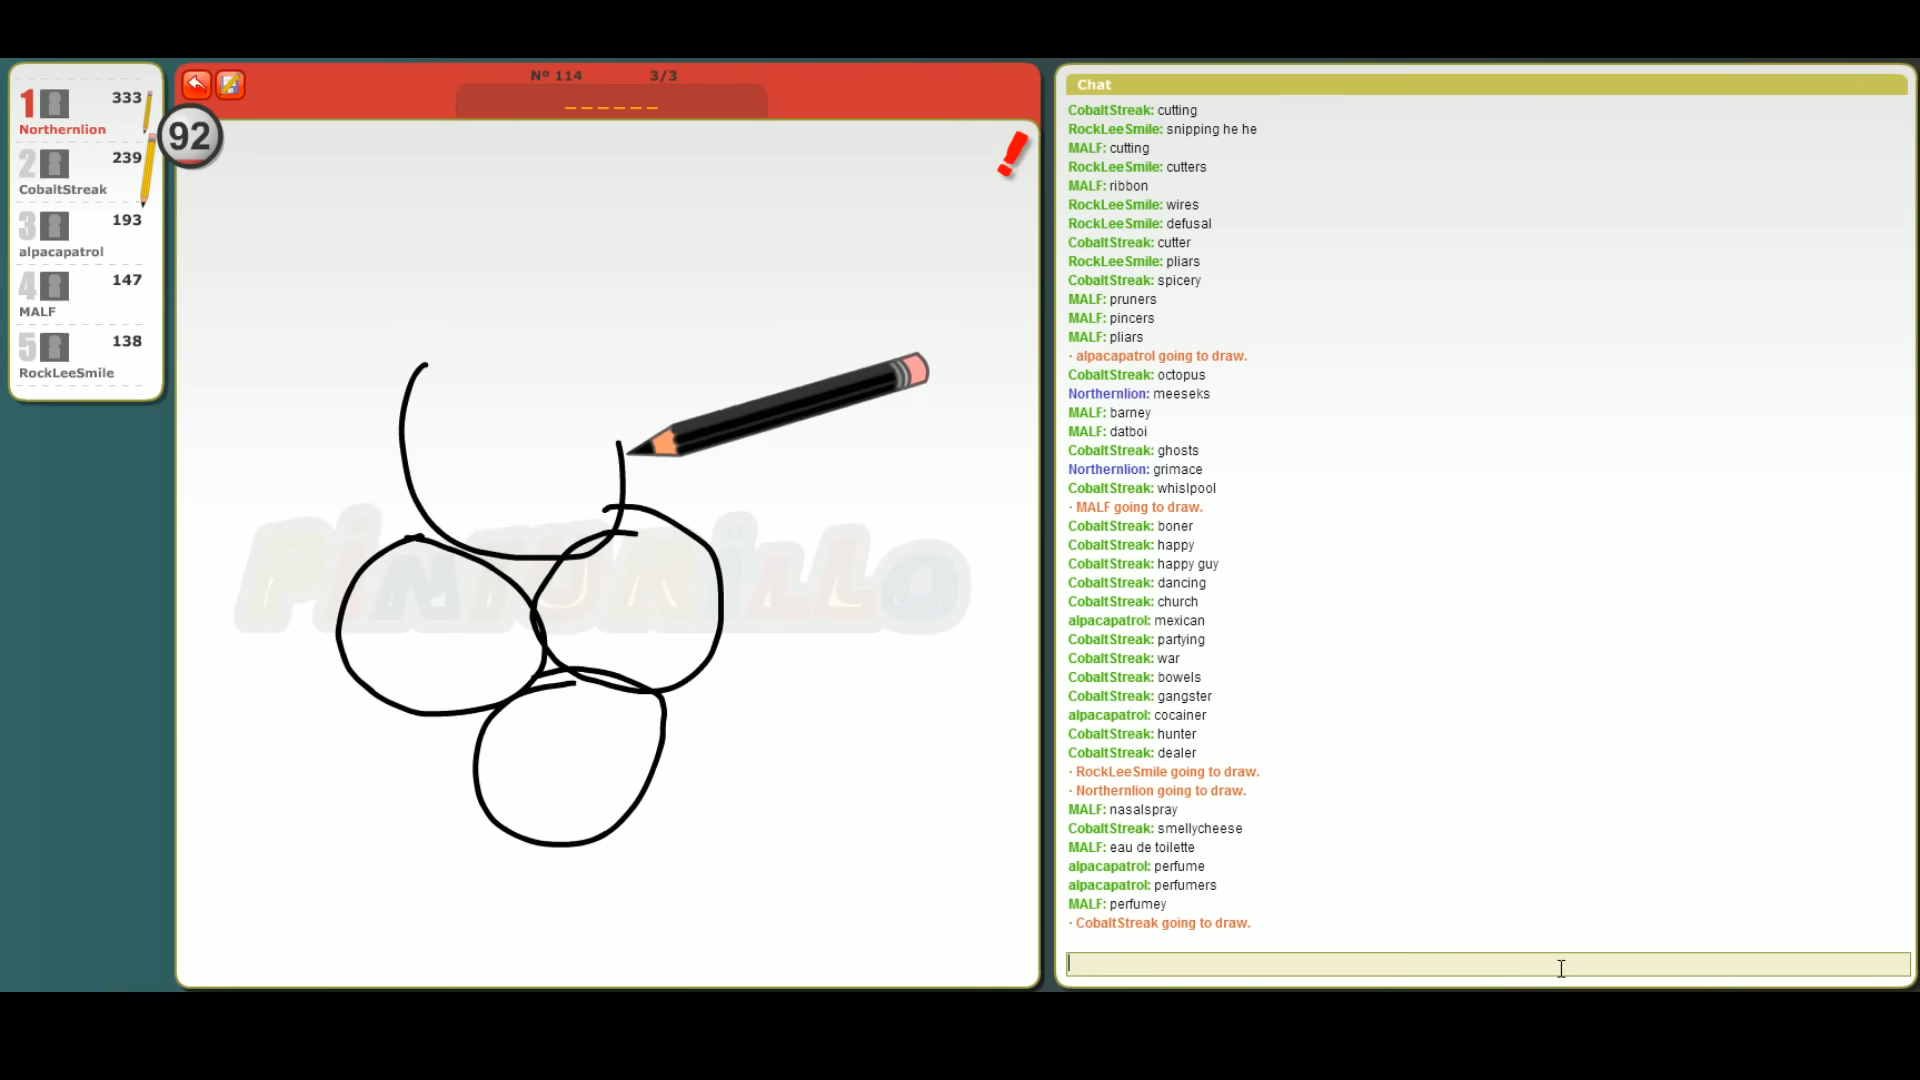 1
333
Northernlion
2
239
CobaltStreak
3
193
alpacapatrol
4
147
MALF
5
138
RockLeeSmile
92
Nº 114 3/3
______
PINTURILLO
Chat
CobaltStreak: cutting
RockLeeSmile: snipping he he
MALF: cutting
RockLeeSmile: cutters
MALF: ribbon
RockLeeSmile: wires
RockLeeSmile: defusal
CobaltStreak: cutter
RockLeeSmile: pliars
CobaltStreak: spicery
MALF: pruners
MALF: pincers
MALF: pliars
· alpacapatrol going to draw.
CobaltStreak: octopus
Northernlion: meeseks
MALF: barney
MALF: datboi
CobaltStreak: ghosts
Northernlion: grimace
CobaltStreak: whislpool
· MALF going to draw.
CobaltStreak: boner
CobaltStreak: happy
CobaltStreak: happy guy
CobaltStreak: dancing
CobaltStreak: church
alpacapatrol: mexican
CobaltStreak: partying
CobaltStreak: war
CobaltStreak: bowels
CobaltStreak: gangster
alpacapatrol: cocainer
CobaltStreak: hunter
CobaltStreak: dealer
· RockLeeSmile going to draw.
· Northernlion going to draw.
MALF: nasalspray
CobaltStreak: smellycheese
MALF: eau de toilette
alpacapatrol: perfume
alpacapatrol: perfumers
MALF: perfumey
· CobaltStreak going to draw.